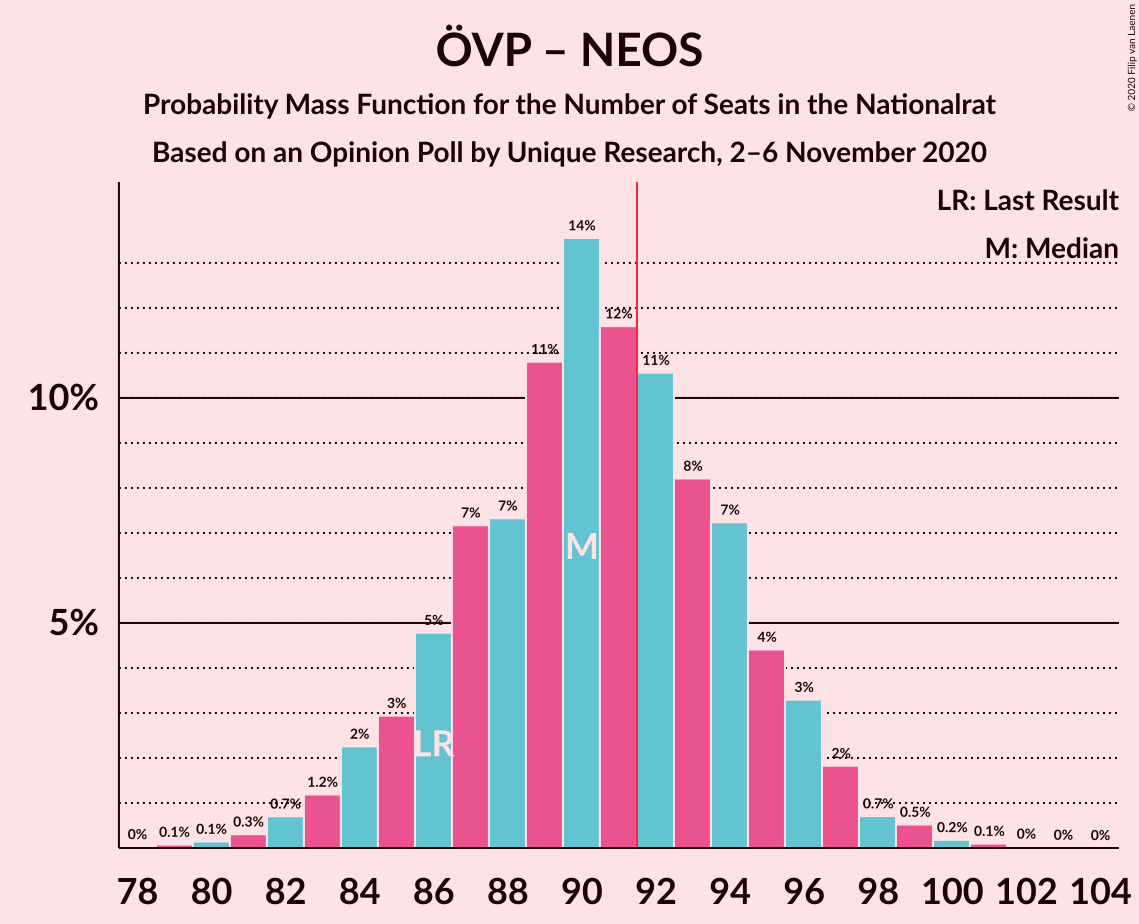 ÖVP – NEOS
Probability Mass Function for the Number of Seats in the Nationalrat
Based on an Opinion Poll by Unique Research, 2–6 November 2020
© 2020 Filip van Laenen
LR: Last Result
M: Median
10%
5%
0% 0.1% 0.1% 0.3% 0.7% 1.2% 2% 3% 5% 7% 7% 11% 14% 12% 11% 8% 7% 4% 3% 2% 0.7% 0.5% 0.2% 0.1% 0% 0% 0%
M
LR
78 80 82 84 86 88 90 92 94 96 98 100 102 104